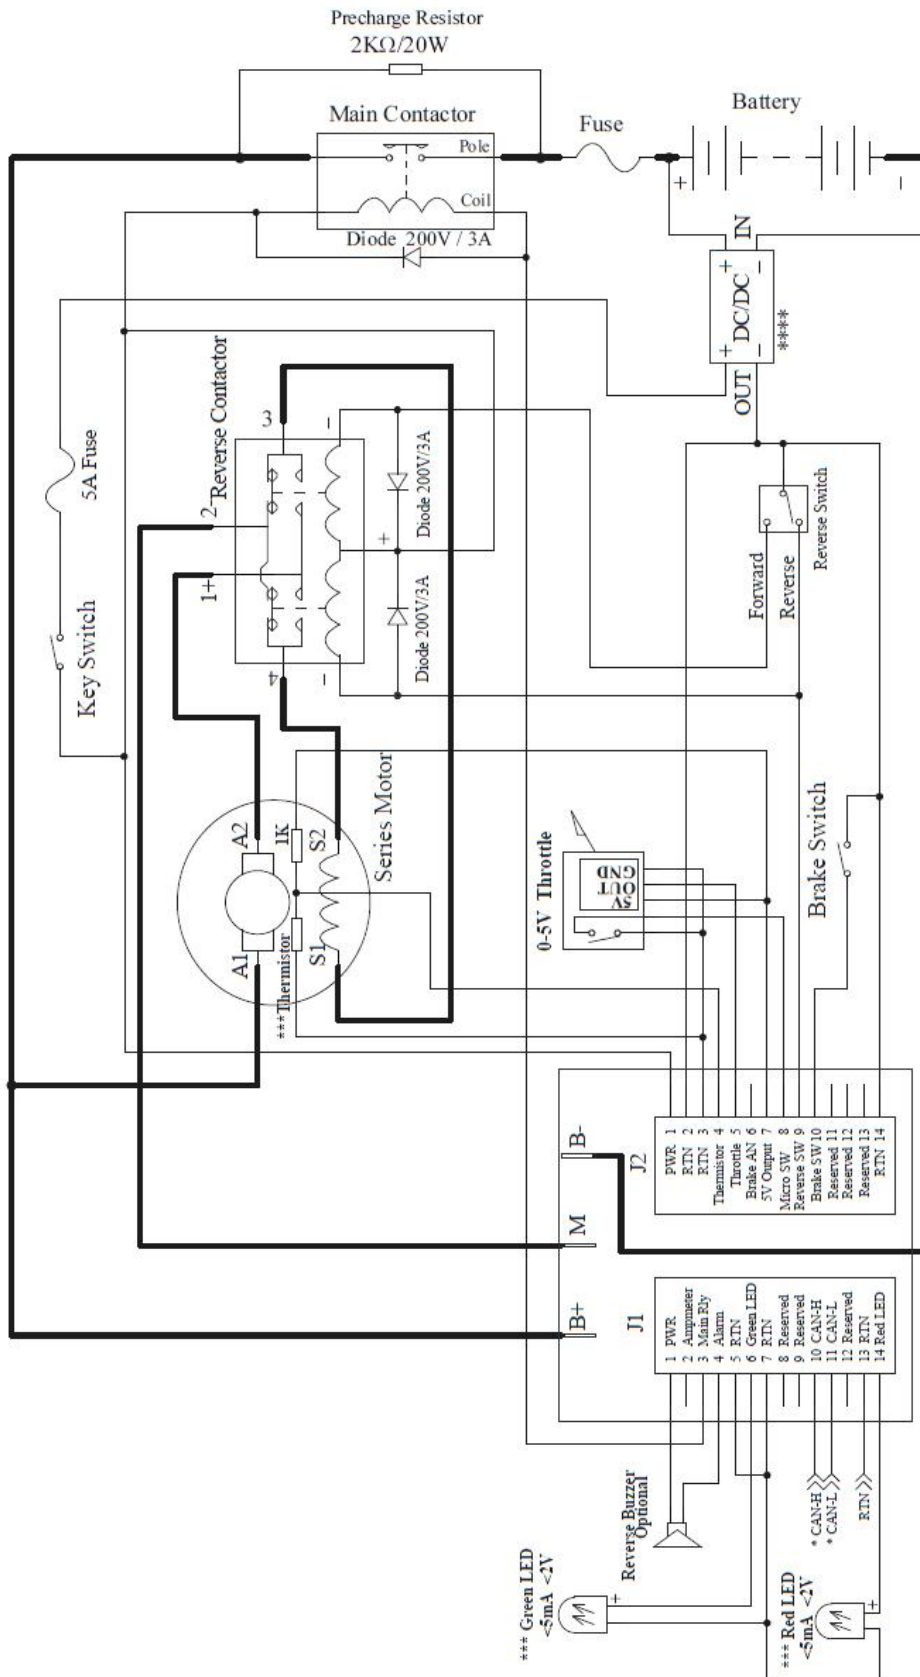 Precharge Resistor
2KΩ/20W
Main Contactor
Pole
Coil
Diode 200V / 3A
Fuse
Battery
+
−
IN
+
−
DC/DC
****
+
−
OUT
5A Fuse
Key Switch
Reverse Contactor
3
2-
1+
4
−
+
−
Diode 200V/3A
Diode 200V/3A
Forward
Reverse
Reverse Switch
Series Motor
A2
A1
1K
S2
S1
***Thermistor
0-5V Throttle
GND
OUT
5V
Brake Switch
B-
M
B+
J2
PWR 1
RTN 2
RTN 3
Thermistor 4
Throttle 5
Brake AN 6
5V Output 7
Micro SW 8
Reverse SW 9
Brake SW 10
Reserved 11
Reserved 12
Reserved 13
RTN 14
J1
1 PWR
2 Ampmeter
3 Main Rly
4 Alarm
5 RTN
6 Green LED
7 RTN
8 Reserved
9 Reserved
10 CAN-H
11 CAN-L
12 Reserved
13 RTN
14 Red LED
Reverse Buzzer
Optional
* CAN-H
* CAN-L
RTN
*** Green LED
<5mA <2V
+
*** Red LED
<5mA <2V
+